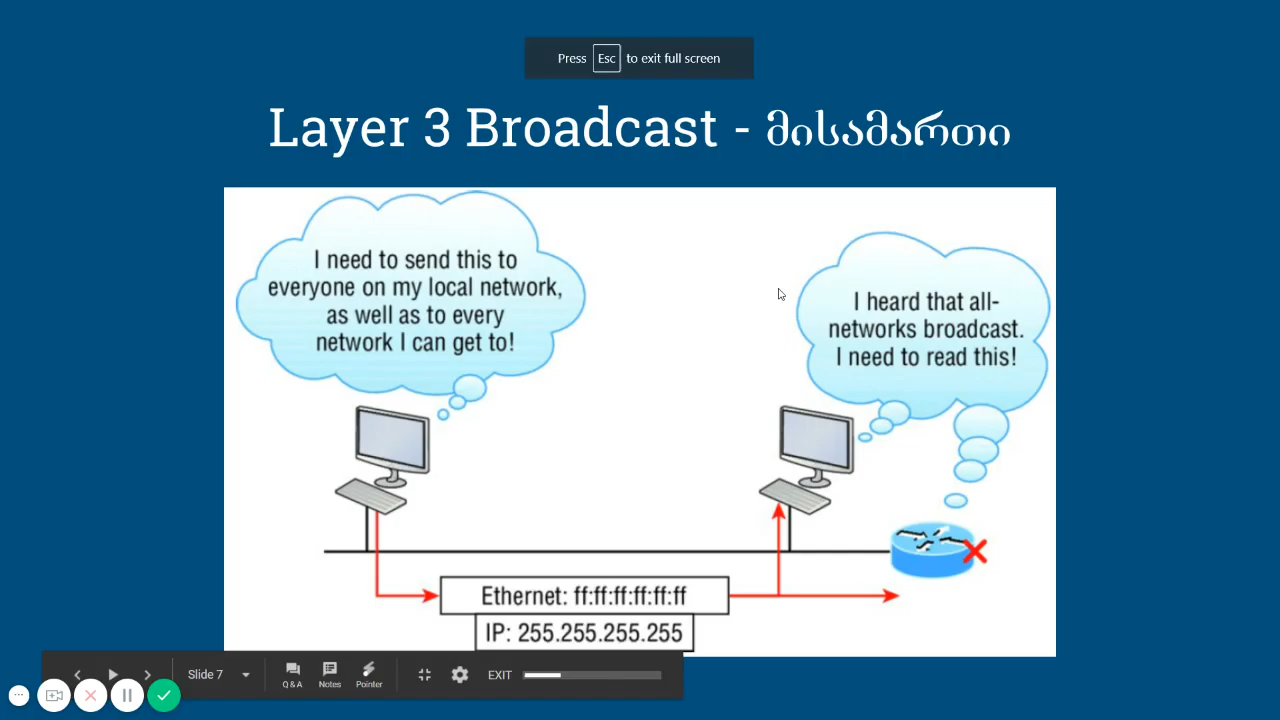 Press Esc to exit full screen
Layer 3 Broadcast - მისამართი
I need to send this to
everyone on my local network,
as well as to every
network I can get to!
I heard that all-
networks broadcast.
I need to read this!
Ethernet: ff:ff:ff:ff:ff:ff
IP: 255.255.255.255
Slide 7
Q & A
Notes
Pointer
EXIT